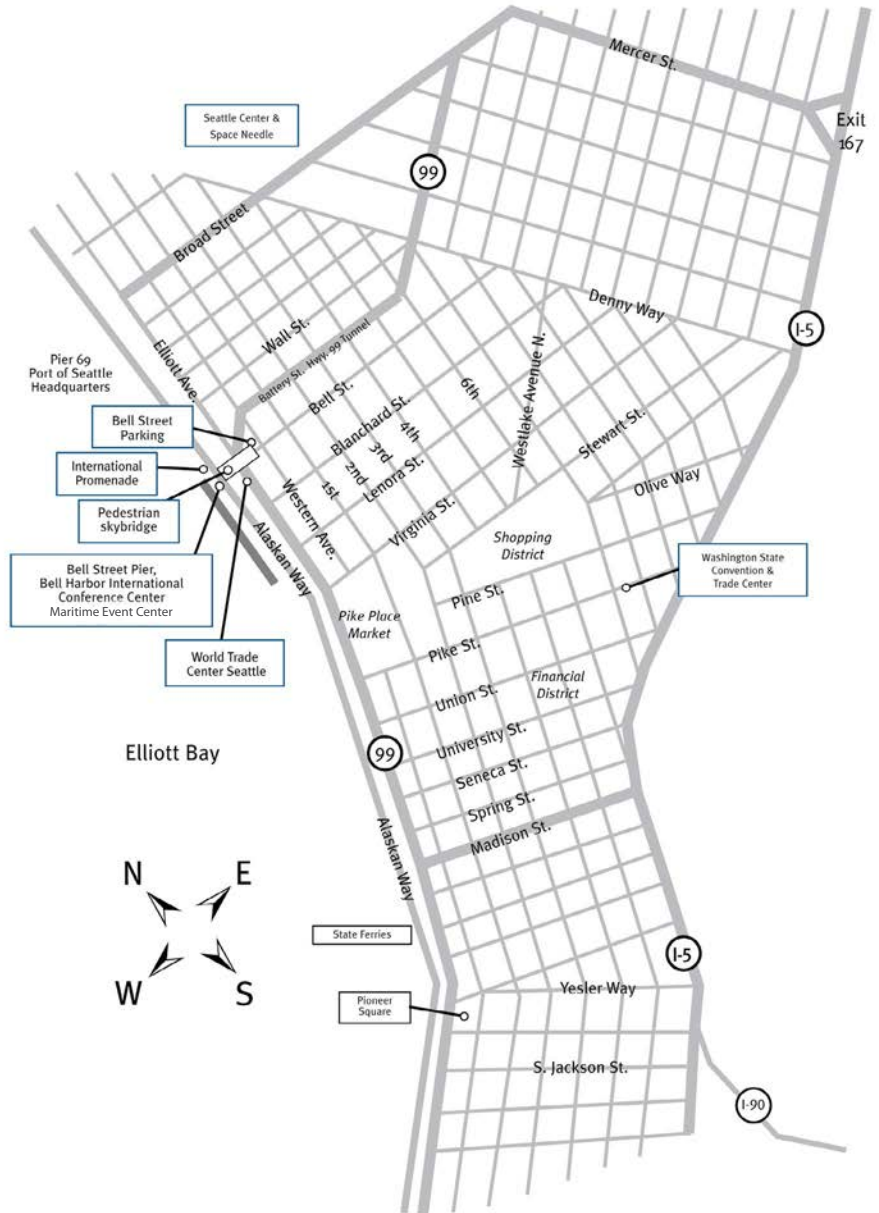 Mercer St.
Seattle Center &
Space Needle
Exit
167
99
Broad Street
Denny Way
I-5
Wall St.
Battery St. Hwy. 99 Tunnel
Pier 69
Port of Seattle
Headquarters
Elliott Ave.
Bell St.
6th
Westlake Avenue N.
Blanchard St.
4th
3rd
2nd
1st
Lenora St.
Stewart St.
Bell Street
Parking
International
Promenade
Olive Way
Pedestrian
skybridge
Western Ave.
Virginia St.
Alaskan Way
Shopping
District
Washington State
Convention &
Trade Center
Bell Street Pier,
Bell Harbor International
Conference Center
Maritime Event Center
Pine St.
Pike Place
Market
Pike St.
World Trade
Center Seattle
Financial
District
Union St.
University St.
Elliott Bay
99
Seneca St.
Spring St.
Madison St.
Alaskan Way
N
E
W
S
State Ferries
I-5
Yesler Way
Pioneer
Square
S. Jackson St.
I-90